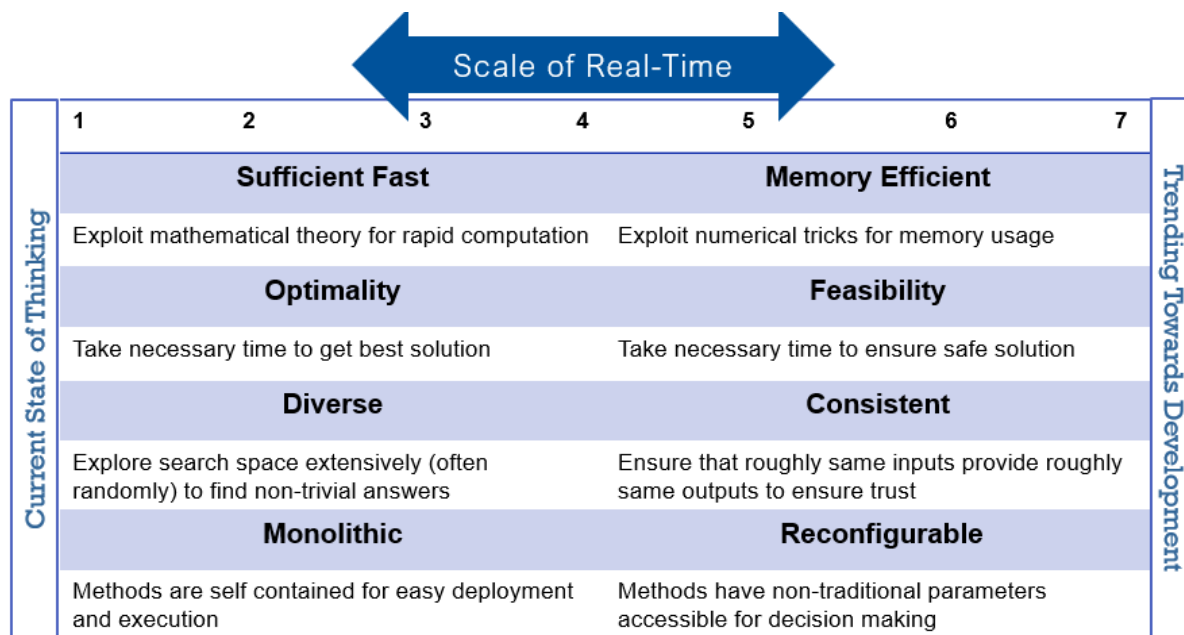 Scale of Real-Time
1 2 3 4 5 6 7
Current State of Thinking
Trending Towards Development
Sufficient Fast
Memory Efficient
Exploit mathematical theory for rapid computation
Exploit numerical tricks for memory usage
Optimality
Feasibility
Take necessary time to get best solution
Take necessary time to ensure safe solution
Diverse
Consistent
Explore search space extensively (often
randomly) to find non-trivial answers
Ensure that roughly same inputs provide roughly
same outputs to ensure trust
Monolithic
Reconfigurable
Methods are self contained for easy deployment
and execution
Methods have non-traditional parameters
accessible for decision making